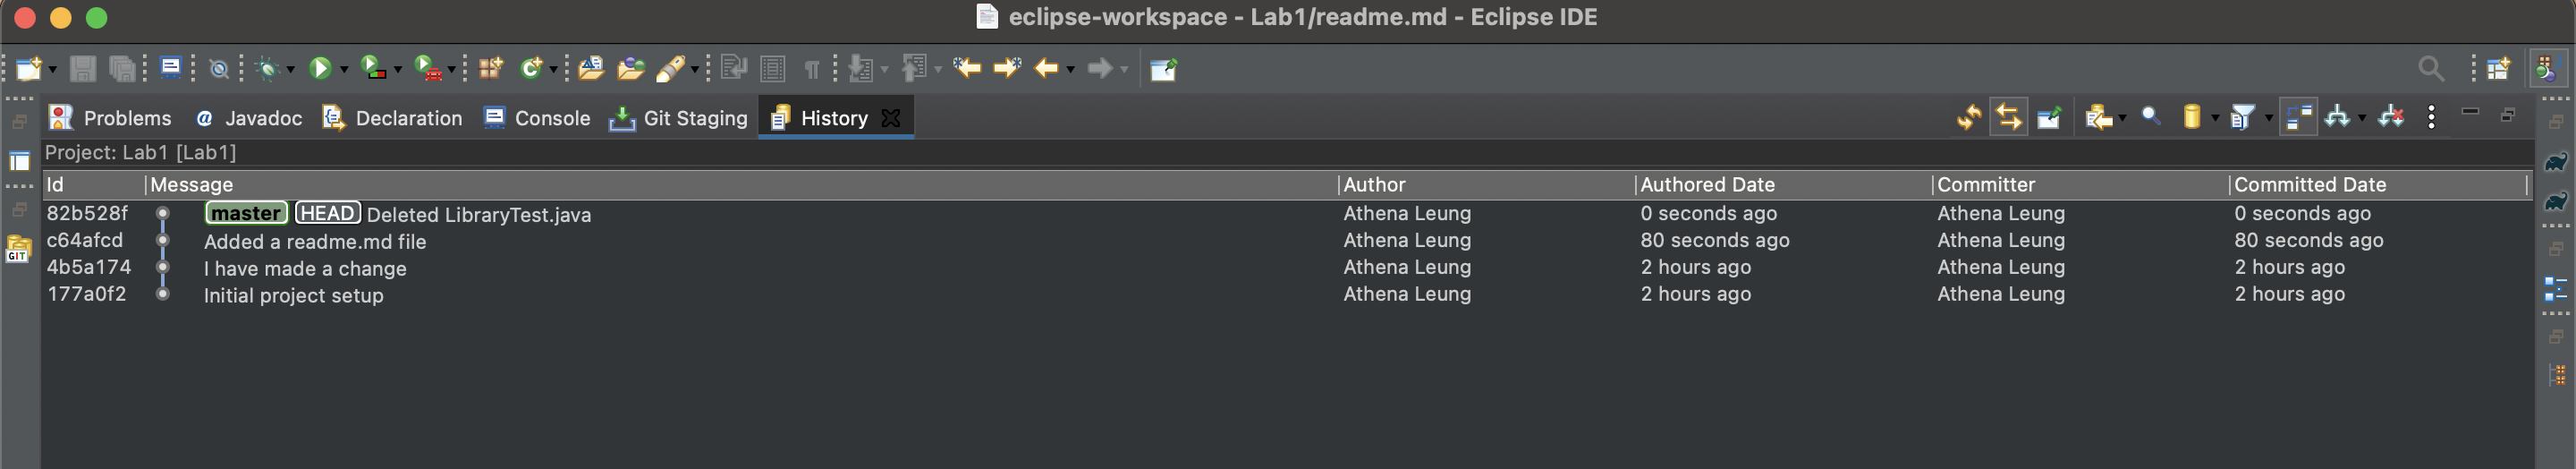 eclipse-workspace - Lab1/readme.md - Eclipse IDE
Problems @ Javadoc Declaration Console Git Staging History
Project: Lab1 [Lab1]
Id Message Author Authored Date Committer Committed Date
82b528f master HEAD Deleted LibraryTest.java Athena Leung 0 seconds ago Athena Leung 0 seconds ago
c64afcd Added a readme.md file Athena Leung 80 seconds ago Athena Leung 80 seconds ago
4b5a174 I have made a change Athena Leung 2 hours ago Athena Leung 2 hours ago
GIT
177a0f2 Initial project setup Athena Leung 2 hours ago Athena Leung 2 hours ago